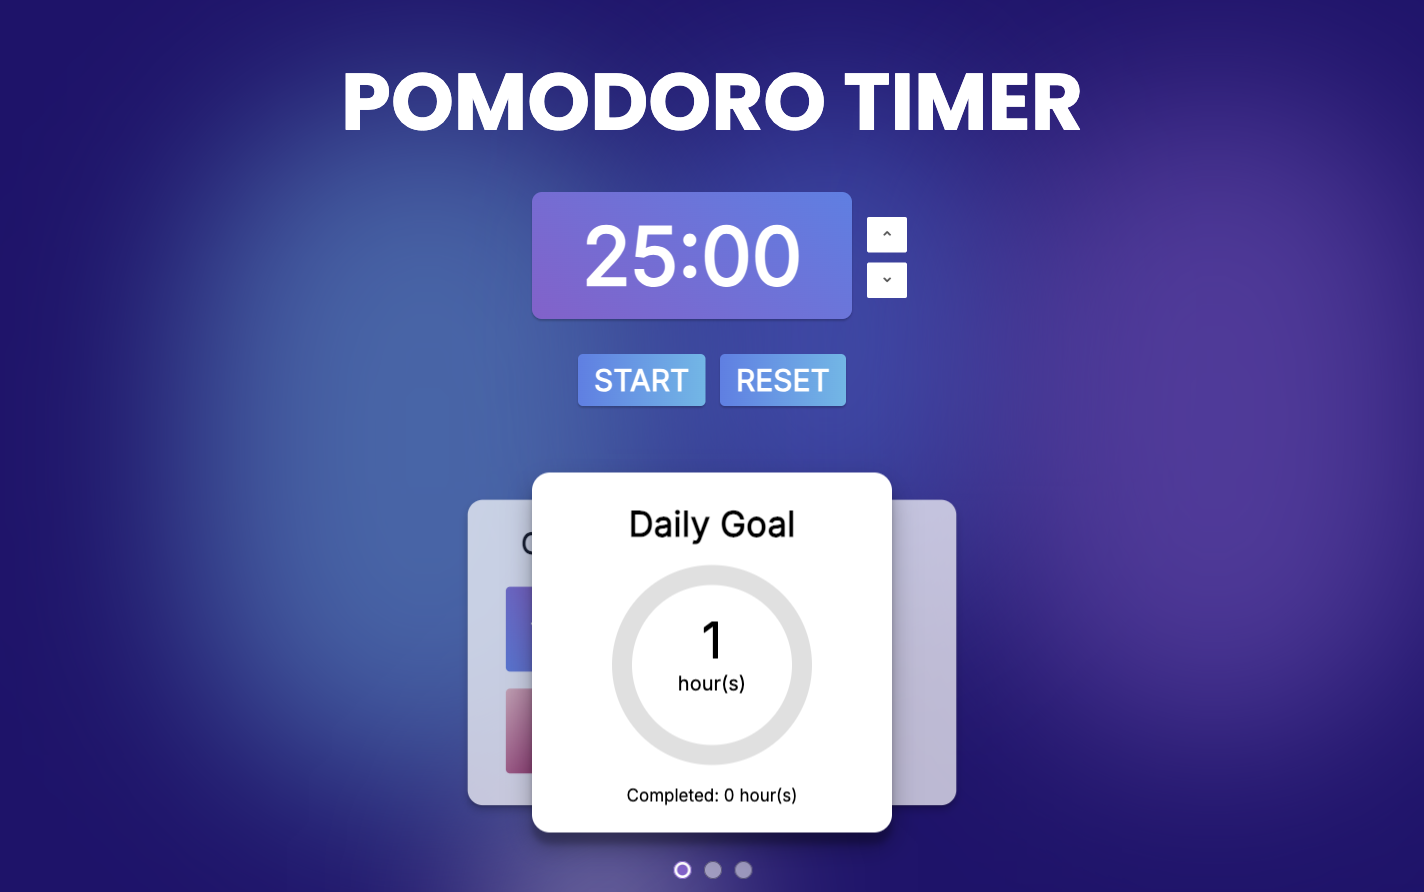 POMODORO TIMER
25:00
START
RESET
Daily Goal
1
hour(s)
Completed: 0 hour(s)